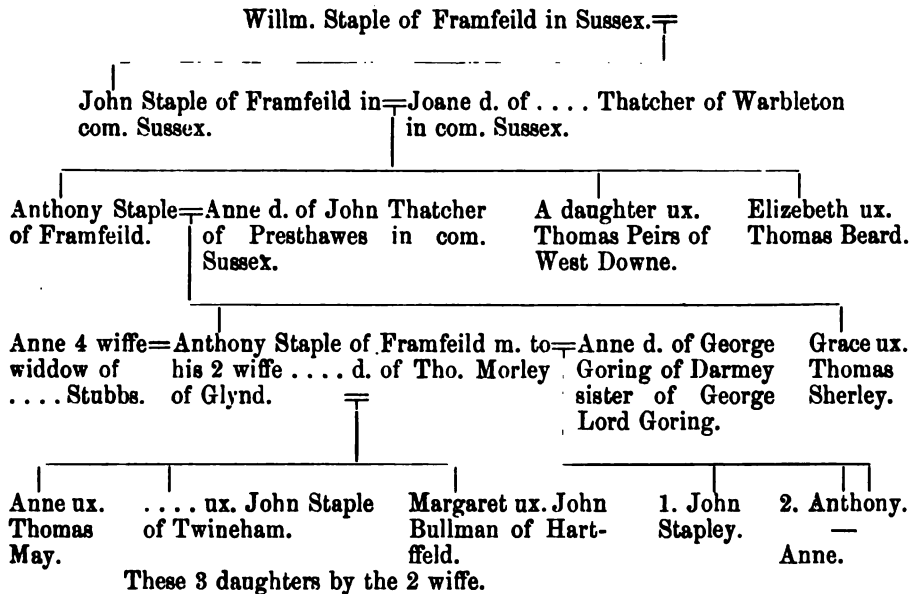 Willm. Staple of Framfeild in Sussex.
John Staple of Framfeild in
com. Sussex.
Joane d. of .... Thatcher of Warbleton
in com. Sussex.
Anthony Staple
of Framfeild.
Anne d. of John Thatcher
of Presthawes in com.
Sussex.
A daughter ux.
Thomas Peirs of
West Downe.
Elizebeth ux.
Thomas Beard.
Anne 4 wiffe
widdow of
.... Stubbs.
Anthony Staple of Framfeild m. to
his 2 wiffe .... d. of Tho. Morley
of Glynd.
Anne d. of George
Goring of Darmey
sister of George
Lord Goring.
Grace ux.
Thomas
Sherley.
Anne ux.
Thomas
May.
.... ux. John Staple
of Twineham.
Margaret ux. John
Bullman of Hart-
ffeld.
1. John
Stapley.
2. Anthony.
—
Anne.
These 3 daughters by the 2 wiffe.